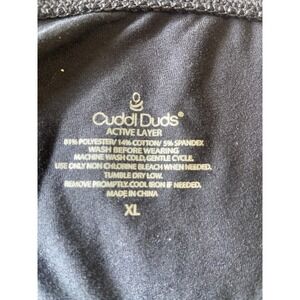 Cuddl Duds®
ACTIVE LAYER
81% POLYESTER/ 14% COTTON/ 5% SPANDEX
WASH BEFORE WEARING
MACHINE WASH COLD, GENTLE CYCLE.
USE ONLY NON CHLORINE BLEACH WHEN NEEDED.
TUMBLE DRY LOW.
REMOVE PROMPTLY. COOL IRON IF NEEDED.
MADE IN CHINA
XL